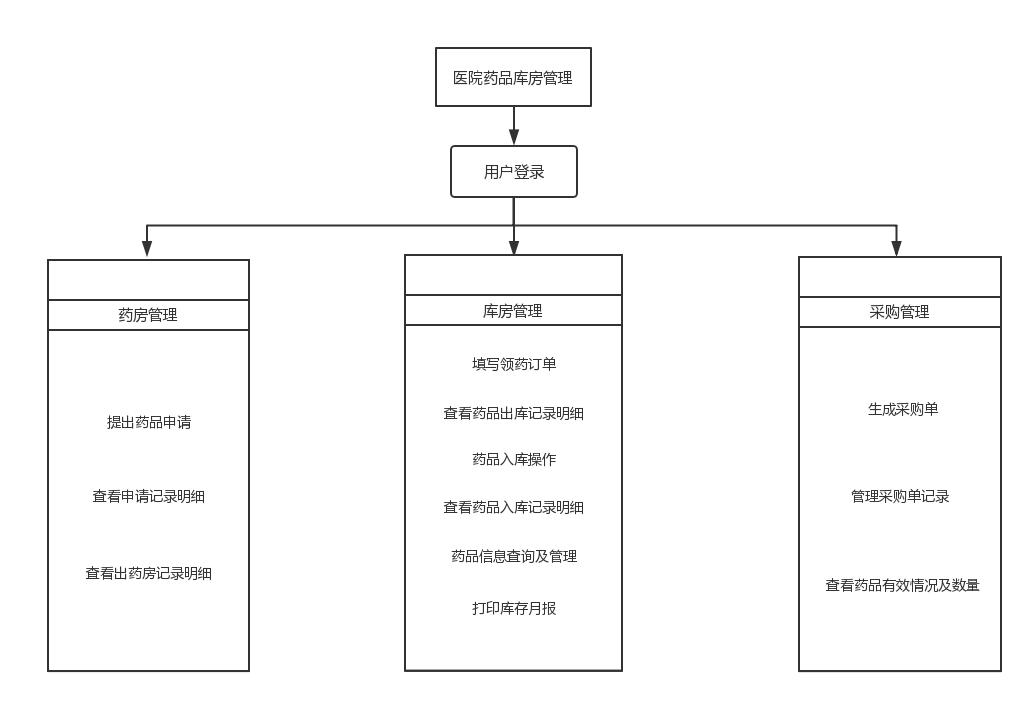 医院药品库房管理
用户登录
药房管理
提出药品申请
查看申请记录明细
查看出药房记录明细
库房管理
填写领药订单
查看药品出库记录明细
药品入库操作
查看药品入库记录明细
药品信息查询及管理
打印库存月报
采购管理
生成采购单
管理采购单记录
查看药品有效情况及数量